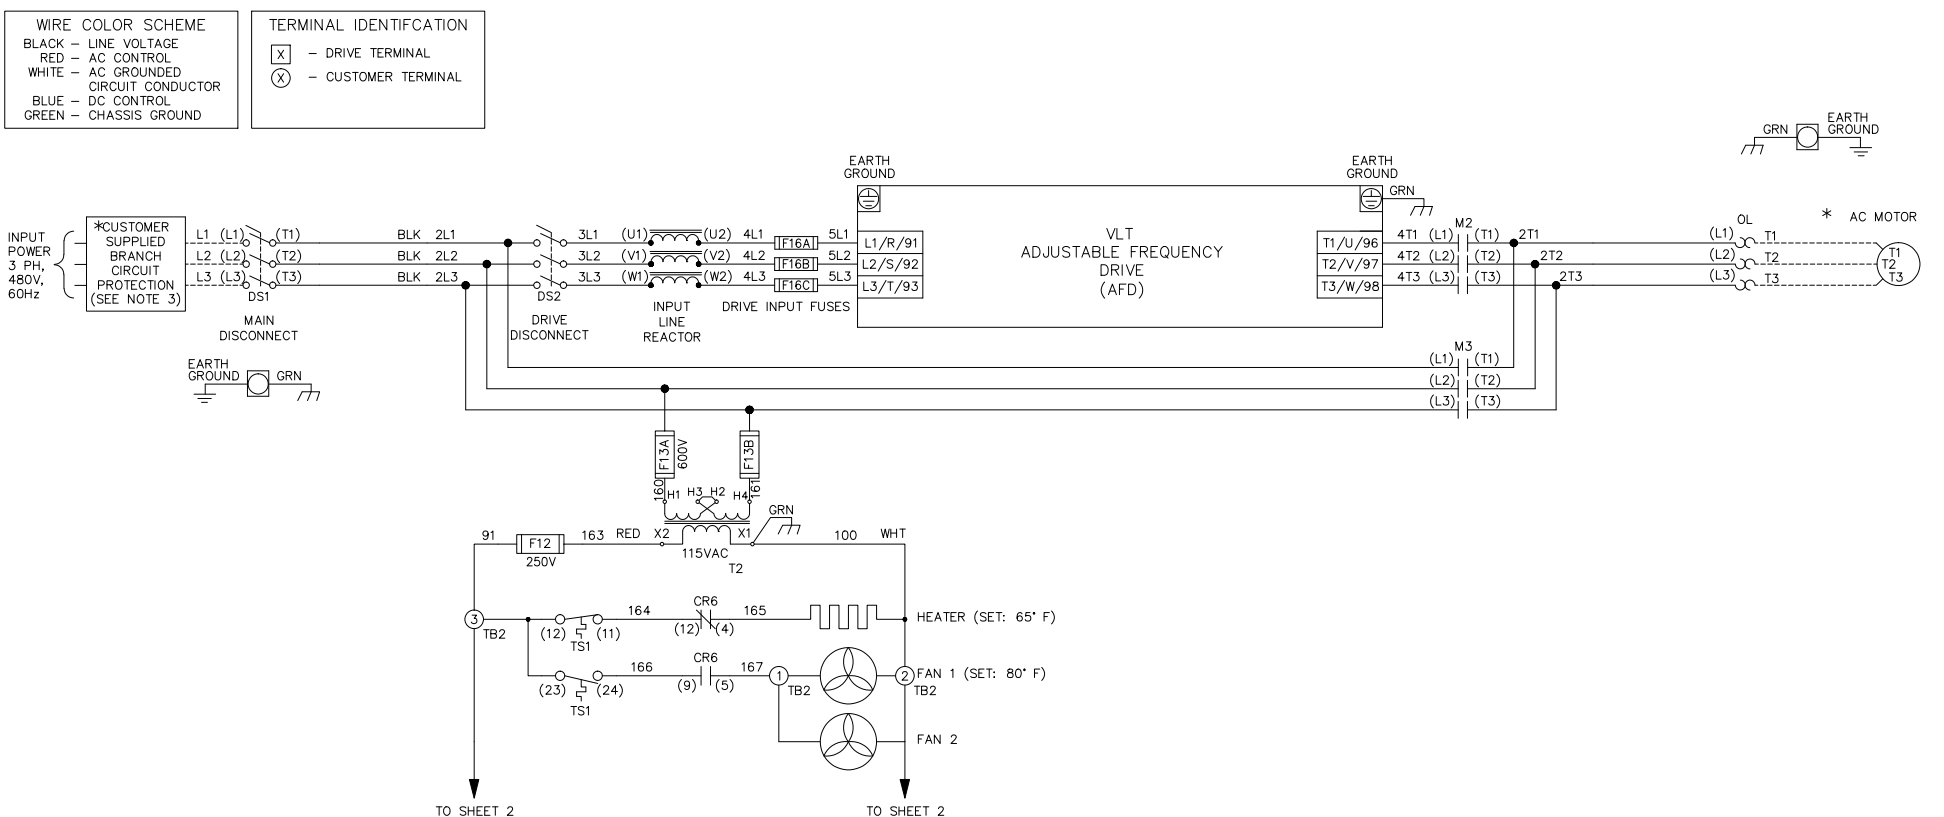 WIRE COLOR SCHEME
BLACK – LINE VOLTAGE
RED – AC CONTROL
WHITE – AC GROUNDED
CIRCUIT CONDUCTOR
BLUE – DC CONTROL
GREEN – CHASSIS GROUND
TERMINAL IDENTIFCATION
X – DRIVE TERMINAL
X – CUSTOMER TERMINAL
GRN
EARTH
GROUND
EARTH
GROUND
EARTH
GROUND
GRN
INPUT
POWER
3 PH,
480V,
60Hz
*CUSTOMER
SUPPLIED
BRANCH
CIRCUIT
PROTECTION
(SEE NOTE 3)
L1 (L1) (T1) BLK 2L1 3L1 (U1) (U2) 4L1 F16A 5L1 L1/R/91
L2 (L2) (T2) BLK 2L2 3L2 (V1) (V2) 4L2 F16B 5L2 L2/S/92
L3 (L3) (T3) BLK 2L3 3L3 (W1) (W2) 4L3 F16C 5L3 L3/T/93
DS1
MAIN
DISCONNECT
DS2
DRIVE
DISCONNECT
INPUT
LINE
REACTOR
DRIVE INPUT FUSES
VLT
ADJUSTABLE FREQUENCY
DRIVE
(AFD)
M2
T1/U/96 4T1 (L1) (T1) 2T1
T2/V/97 4T2 (L2) (T2) 2T2
T3/W/98 4T3 (L3) (T3) 2T3
OL
(L1) T1
(L2) T2
(L3) T3
* AC MOTOR
T1
T2
T3
M3
(L1) (T1)
(L2) (T2)
(L3) (T3)
EARTH
GROUND
GRN
F13A
600V
F13B
160
161
H1 H3 H2 H4
GRN
91 F12 163 RED X2 X1 100 WHT
250V
115VAC
T2
3
TB2
(12) (11)
TS1
164
CR6
(12) (4)
165
HEATER (SET: 65° F)
(23) (24)
TS1
166
CR6
(9) (5)
167
1
TB2
2
TB2
FAN 1 (SET: 80° F)
FAN 2
TO SHEET 2
TO SHEET 2